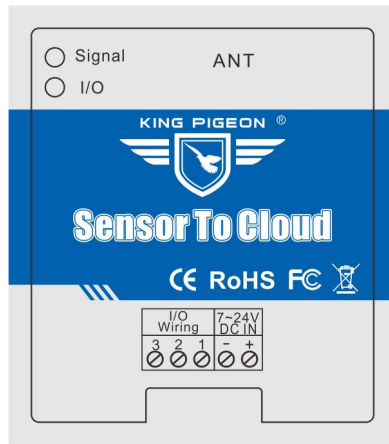 Signal
ANT
I/O
KING PIGEON ®
Sensor To Cloud
CE RoHS FC
I/O Wiring
7~24V DC IN
3 2 1 - +